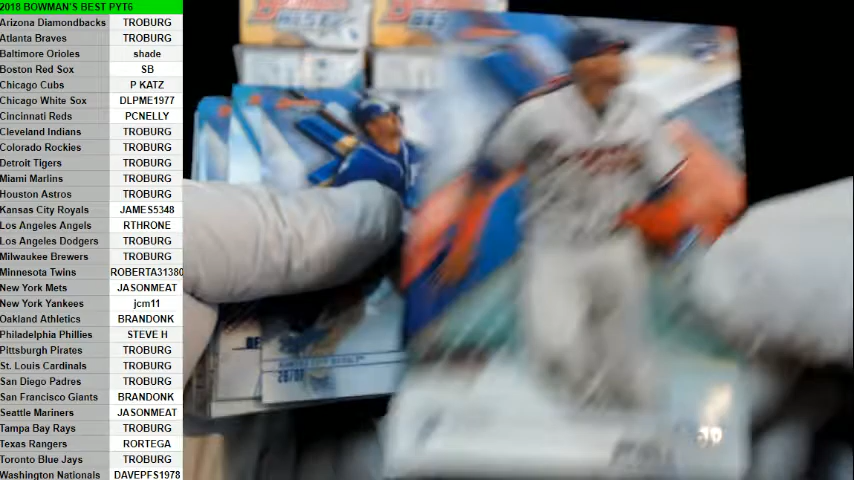 2018 BOWMAN'S BEST PYT6
Arizona Diamondbacks TROBURG
Atlanta Braves TROBURG
Baltimore Orioles shade
Boston Red Sox SB
Chicago Cubs P KATZ
Chicago White Sox DLPME1977
Cincinnati Reds PCNELLY
Cleveland Indians TROBURG
Colorado Rockies TROBURG
Detroit Tigers TROBURG
Miami Marlins TROBURG
Houston Astros TROBURG
Kansas City Royals JAMES5348
Los Angeles Angels RTHRONE
Los Angeles Dodgers TROBURG
Milwaukee Brewers TROBURG
Minnesota Twins ROBERTA31380
New York Mets JASONMEAT
New York Yankees jcm11
Oakland Athletics BRANDONK
Philadelphia Phillies STEVE H
Pittsburgh Pirates TROBURG
St. Louis Cardinals TROBURG
San Diego Padres TROBURG
San Francisco Giants BRANDONK
Seattle Mariners JASONMEAT
Tampa Bay Rays TROBURG
Texas Rangers RORTEGA
Toronto Blue Jays TROBURG
Washington Nationals DAVEPFS1978